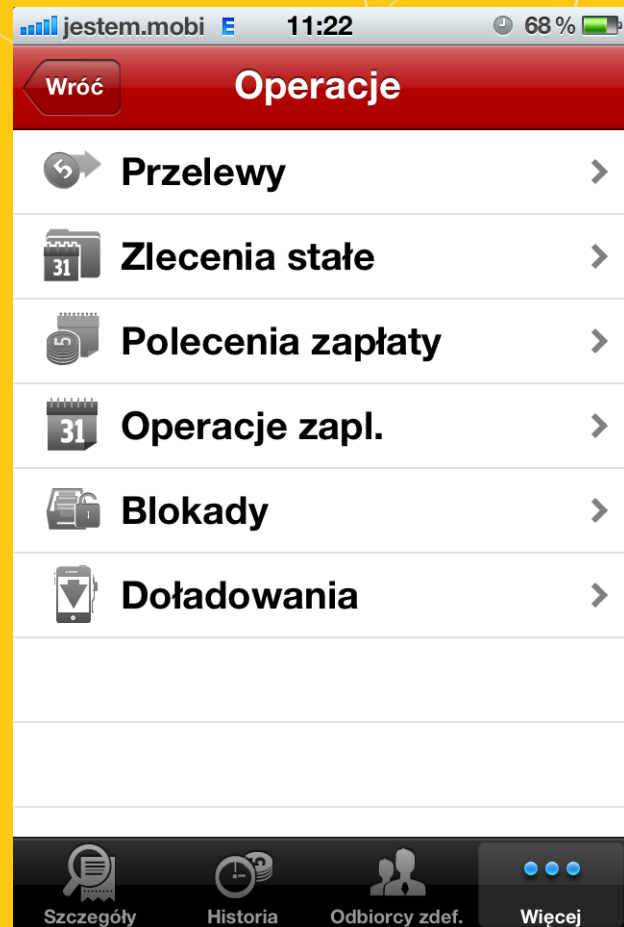 jestem.mobi E 11:22 68 %
Wróć Operacje
Przelewy
31 Zlecenia stałe
Polecenia zapłaty
31 Operacje zapl.
Blokady
Doładowania
Szczegóły Historia Odbiorcy zdef. Więcej